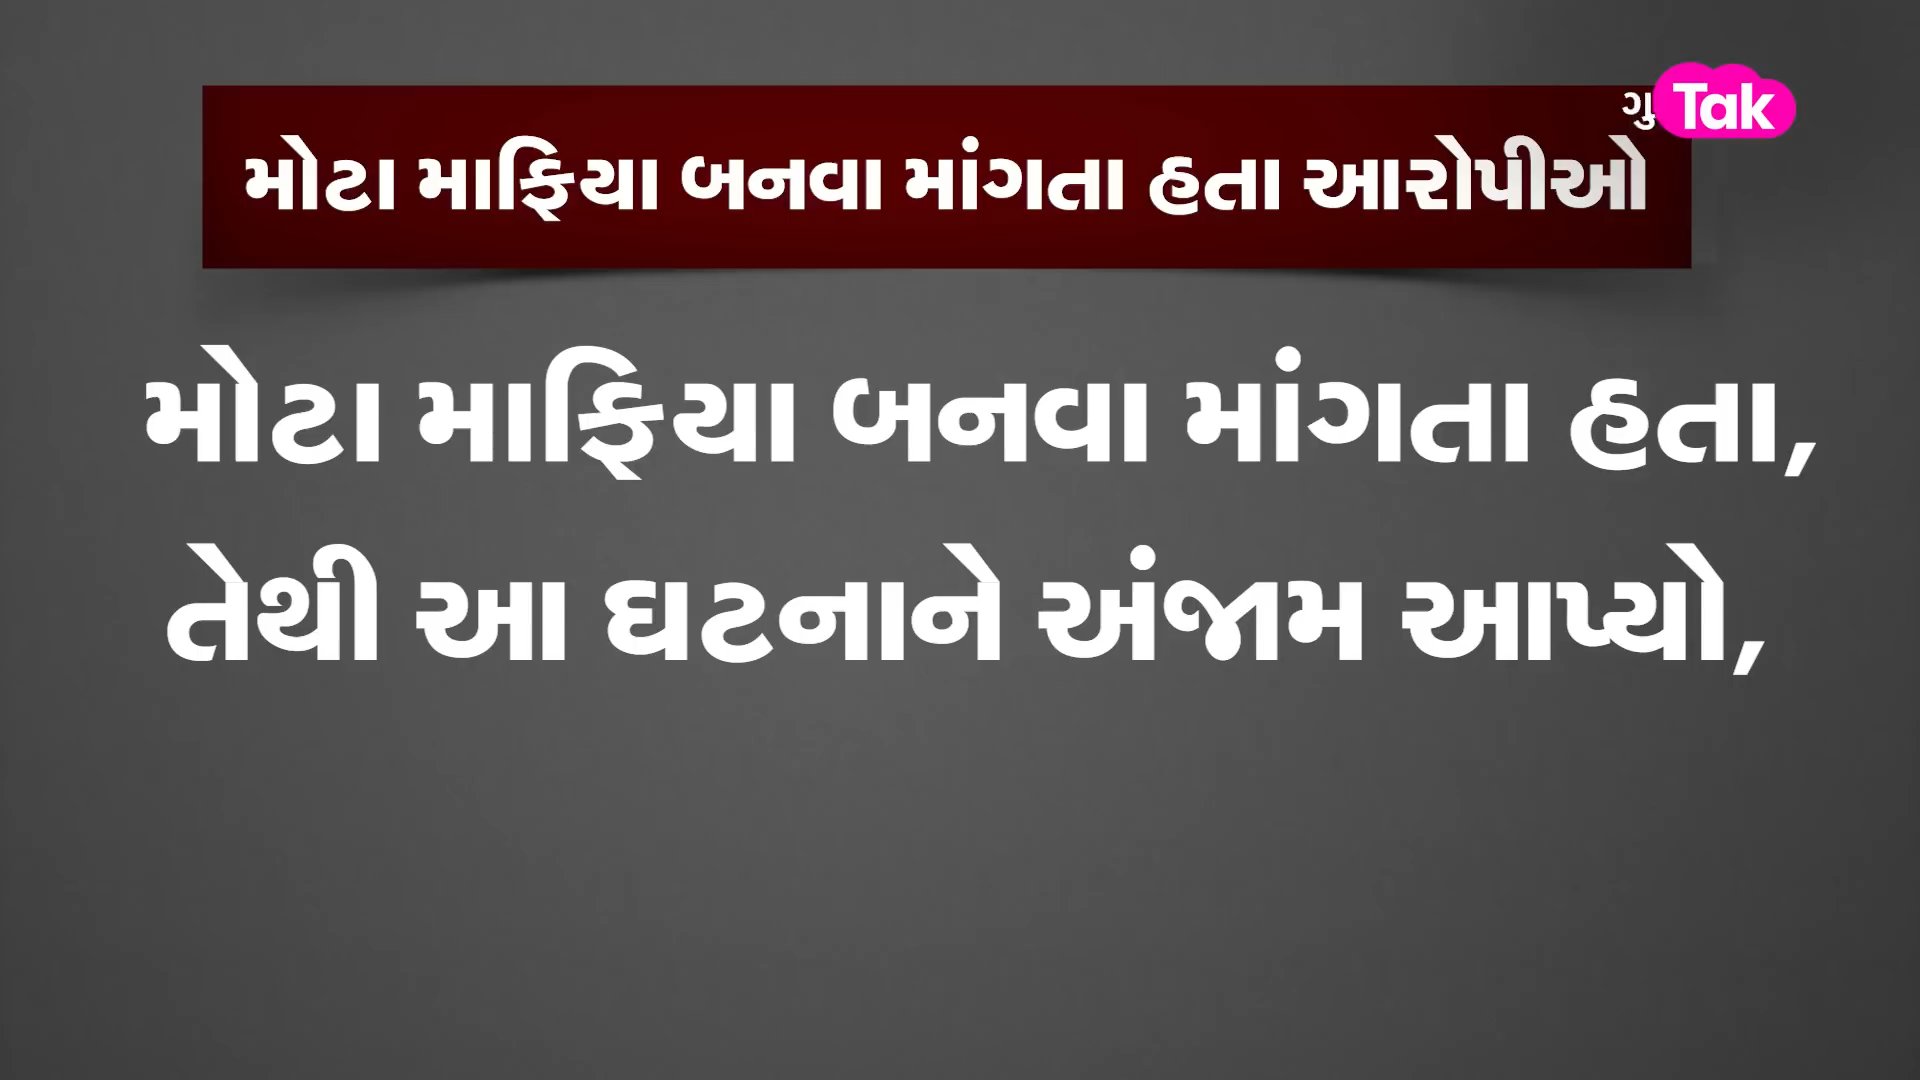 ગુ Tak
મોટા માફિયા બનવા માંગતા હતા આરોપીઓ
મોટા માફિયા બનવા માંગતા હતા,
તેથી આ ઘટનાને અંજામ આપ્યો,